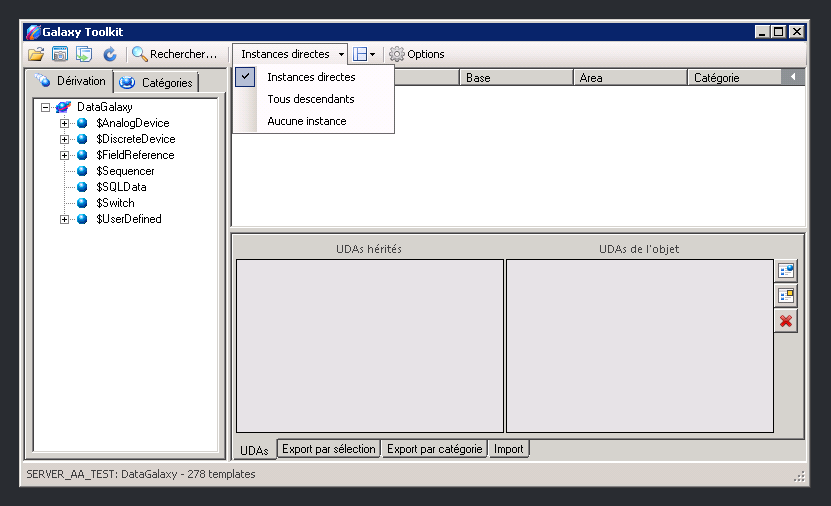 Galaxy Toolkit
Rechercher...
Instances directes
Options
Instances directes
Tous descendants
Aucune instance
Base
Area
Catégorie
Dérivation
Catégories
DataGalaxy
$AnalogDevice
$DiscreteDevice
$FieldReference
$Sequencer
$SQLData
$Switch
$UserDefined
UDAs hérités
UDAs de l'objet
UDAs
Export par sélection
Export par catégorie
Import
SERVER_AA_TEST: DataGalaxy - 278 templates